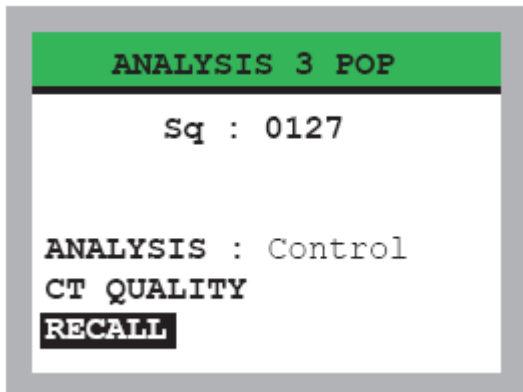 ANALYSIS 3 POP
Sq : 0127
ANALYSIS : Control
CT QUALITY
RECALL